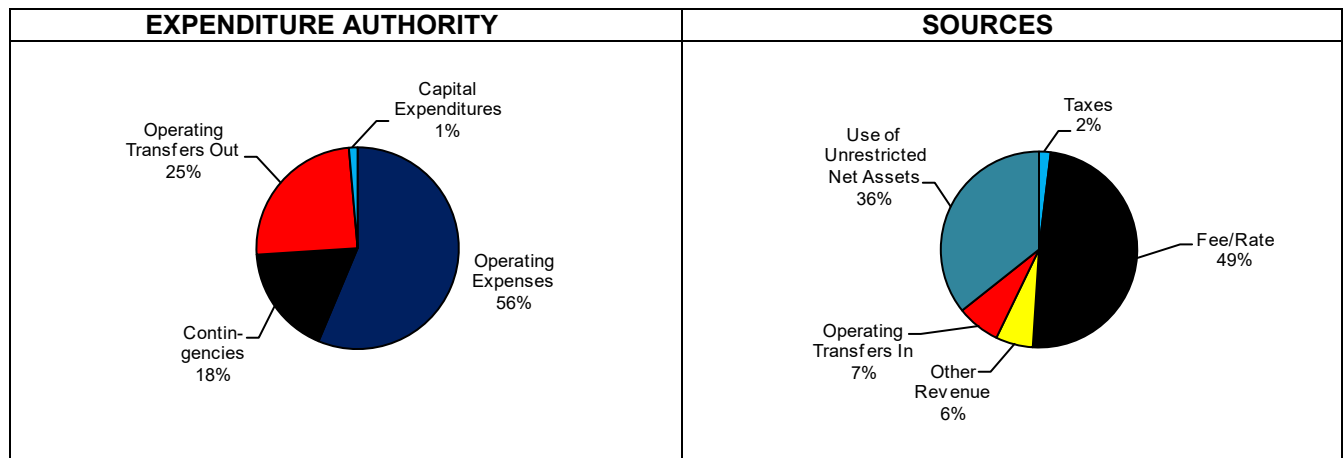 EXPENDITURE AUTHORITY
Capital
Expenditures
1%
Operating
Transfers Out
25%
Operating
Expenses
56%
Contin-
gencies
18%
SOURCES
Taxes
2%
Use of
Unrestricted
Net Assets
36%
Fee/Rate
49%
Operating
Transfers In
7%
Other
Revenue
6%